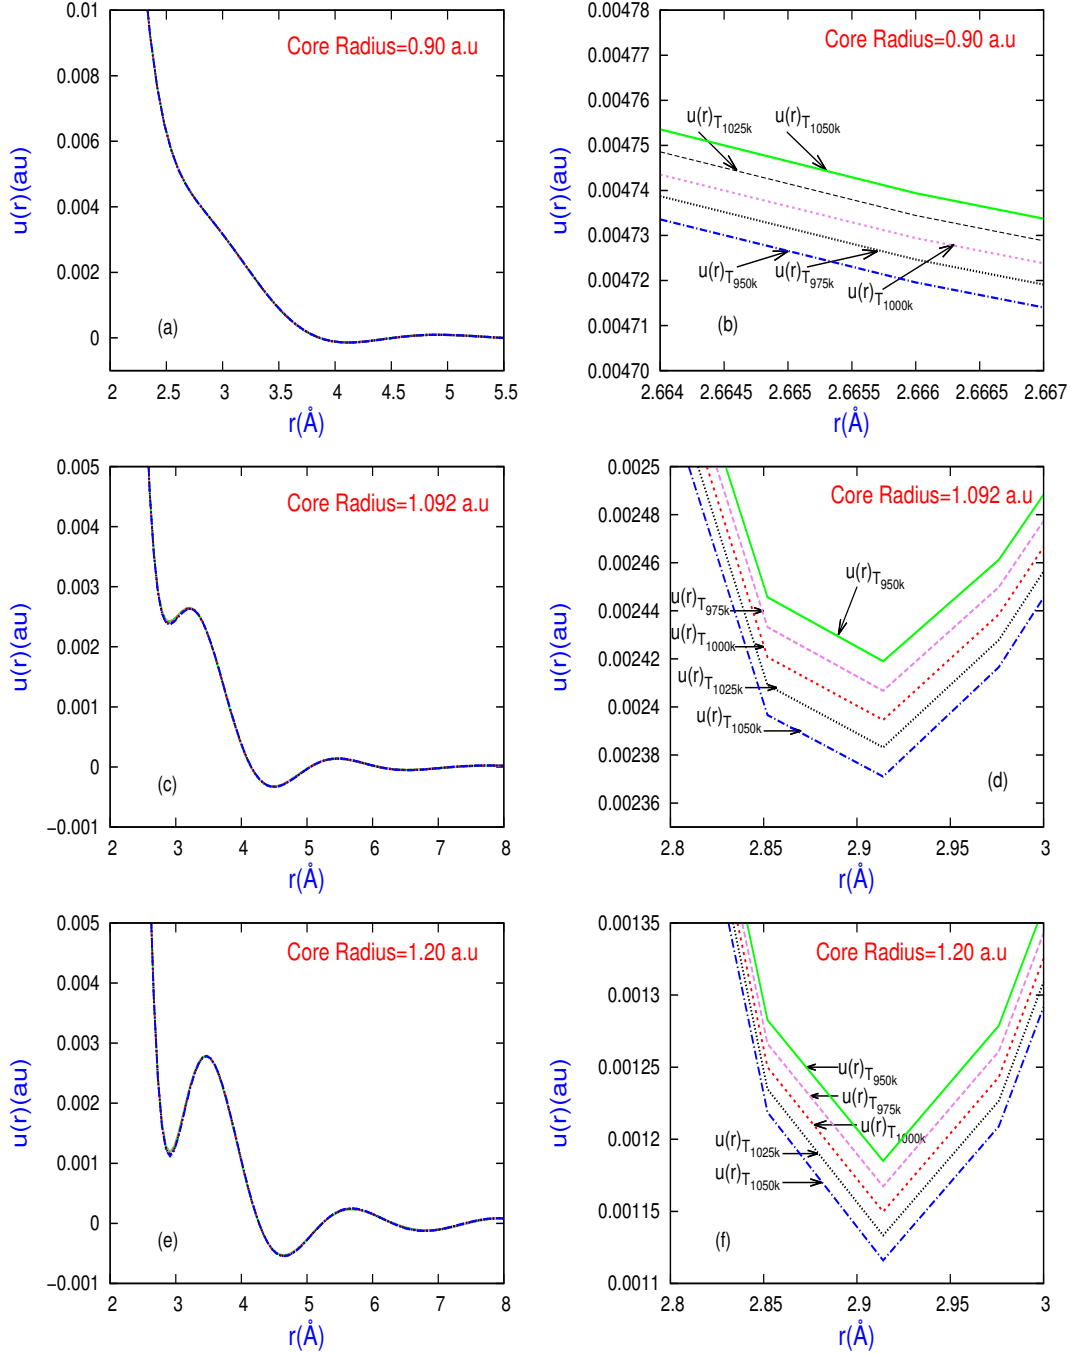 0.01
0.008
0.006
0.004
0.002
0
2 2.5 3 3.5 4 4.5 5 5.5
u(r)(au)
r(Å)
Core Radius=0.90 a.u
(a)
0.00478
0.00477
0.00476
0.00475
0.00474
0.00473
0.00472
0.00471
0.00470
2.664 2.6645 2.665 2.6655 2.666 2.6665 2.667
u(r)(au)
r(Å)
Core Radius=0.90 a.u
u(r)T1025k
u(r)T1050k
u(r)T950k
u(r)T975k
u(r)T1000k
(b)
0.005
0.004
0.003
0.002
0.001
0
−0.001
2 3 4 5 6 7 8
u(r)(au)
r(Å)
Core Radius=1.092 a.u
(c)
0.0025
0.00248
0.00246
0.00244
0.00242
0.0024
0.00238
0.00236
2.8 2.85 2.9 2.95 3
u(r)(au)
r(Å)
Core Radius=1.092 a.u
u(r)T950k
u(r)T975k
u(r)T1000k
u(r)T1025k
u(r)T1050k
(d)
0.005
0.004
0.003
0.002
0.001
0
−0.001
2 3 4 5 6 7 8
u(r)(au)
r(Å)
Core Radius=1.20 a.u
(e)
0.00135
0.0013
0.00125
0.0012
0.00115
0.0011
2.8 2.85 2.9 2.95 3
u(r)(au)
r(Å)
Core Radius=1.20 a.u
u(r)T950k
u(r)T975k
u(r)T1000k
u(r)T1025k
u(r)T1050k
(f)